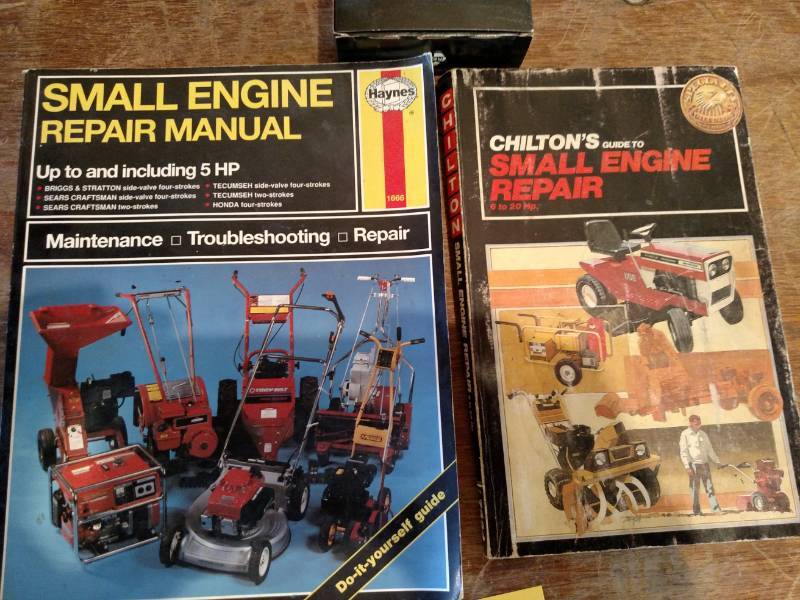 SMALL ENGINE
REPAIR MANUAL
Haynes
Up to and including 5 HP
BRIGGS & STRATTON side-valve four-strokes
SEARS CRAFTSMAN side-valve four-strokes
SEARS CRAFTSMAN two-strokes
TECUMSEH side-valve four-strokes
TECUMSEH two-strokes
HONDA four-strokes
1666
Maintenance □ Troubleshooting □ Repair
TROY-BILT
Do-it-yourself guide
CHILTON SMALL ENGINE REPAIR
CHILTON'S GUIDE TO
SMALL ENGINE
REPAIR
6 to 20 Hp.